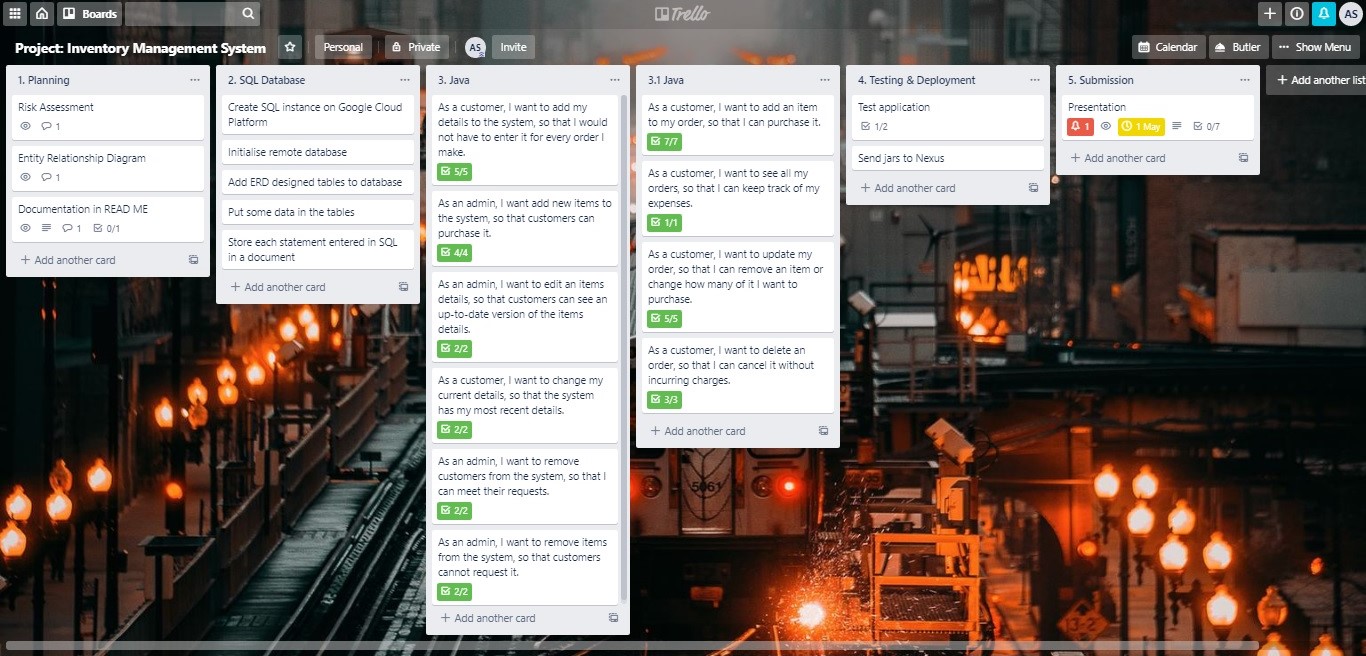 Boards
Trello
AS
Project: Inventory Management System
Personal
Private
AS
Invite
Calendar
Butler
Show Menu
1. Planning
Risk Assessment
1
Entity Relationship Diagram
1
Documentation in READ ME
1 0/1
+ Add another card
2. SQL Database
Create SQL instance on Google Cloud
Platform
Initialise remote database
Add ERD designed tables to database
Put some data in the tables
Store each statement entered in SQL
in a document
+ Add another card
3. Java
As a customer, I want to add my
details to the system, so that I would
not have to enter it for every order I
make.
5/5
As an admin, I want add new items to
the system, so that customers can
purchase it.
4/4
As an admin, I want to edit an items
details, so that customers can see an
up-to-date version of the items
details.
2/2
As a customer, I want to change my
current details, so that the system
has my most recent details.
2/2
As an admin, I want to remove
customers from the system, so that I
can meet their requests.
2/2
As an admin, I want to remove items
from the system, so that customers
cannot request it.
2/2
+ Add another card
3.1 Java
As a customer, I want to add an item
to my order, so that I can purchase it.
7/7
As a customer, I want to see all my
orders, so that I can keep track of my
expenses.
1/1
As a customer, I want to update my
order, so that I can remove an item or
change how many of it I want to
purchase.
5/5
As a customer, I want to delete an
order, so that I can cancel it without
incurring charges.
3/3
+ Add another card
4. Testing & Deployment
Test application
1/2
Send jars to Nexus
+ Add another card
5. Submission
Presentation
1 1 May 0/7
+ Add another card
+ Add another list
5061
13-2